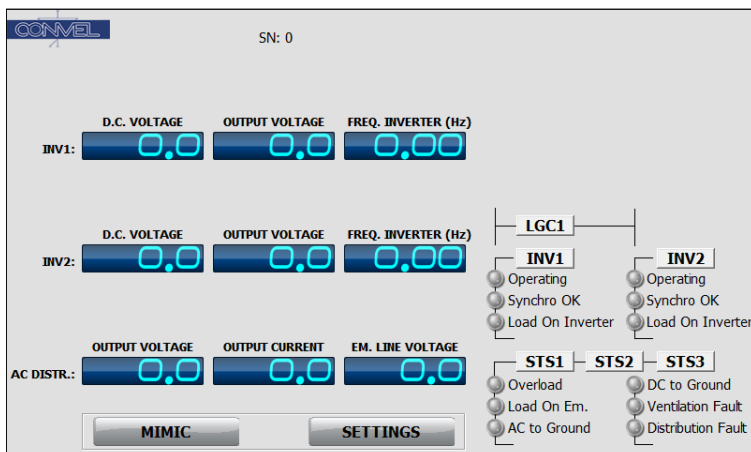 CONVEL
SN: 0
D.C. VOLTAGE OUTPUT VOLTAGE FREQ. INVERTER (Hz)
INV1: 0.0 0.0 0.00
D.C. VOLTAGE OUTPUT VOLTAGE FREQ. INVERTER (Hz)
INV2: 0.0 0.0 0.00
OUTPUT VOLTAGE OUTPUT CURRENT EM. LINE VOLTAGE
AC DISTR.: 0.0 0.0 0.0
MIMIC SETTINGS
LGC1
INV1 INV2
Operating Operating
Synchro OK Synchro OK
Load On Inverter Load On Inverter
STS1 STS2 STS3
Overload DC to Ground
Load On Em. Ventilation Fault
AC to Ground Distribution Fault